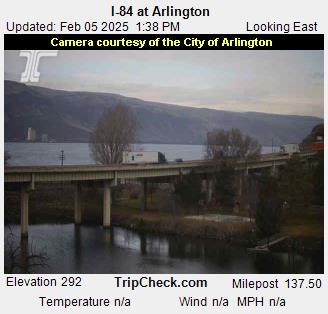 I-84 at Arlington
Updated: Feb 05 2025 1:38 PM Looking East
Camera courtesy of the City of Arlington
Elevation 292 TripCheck.com Milepost 137.50
Temperature n/a Wind n/a MPH n/a